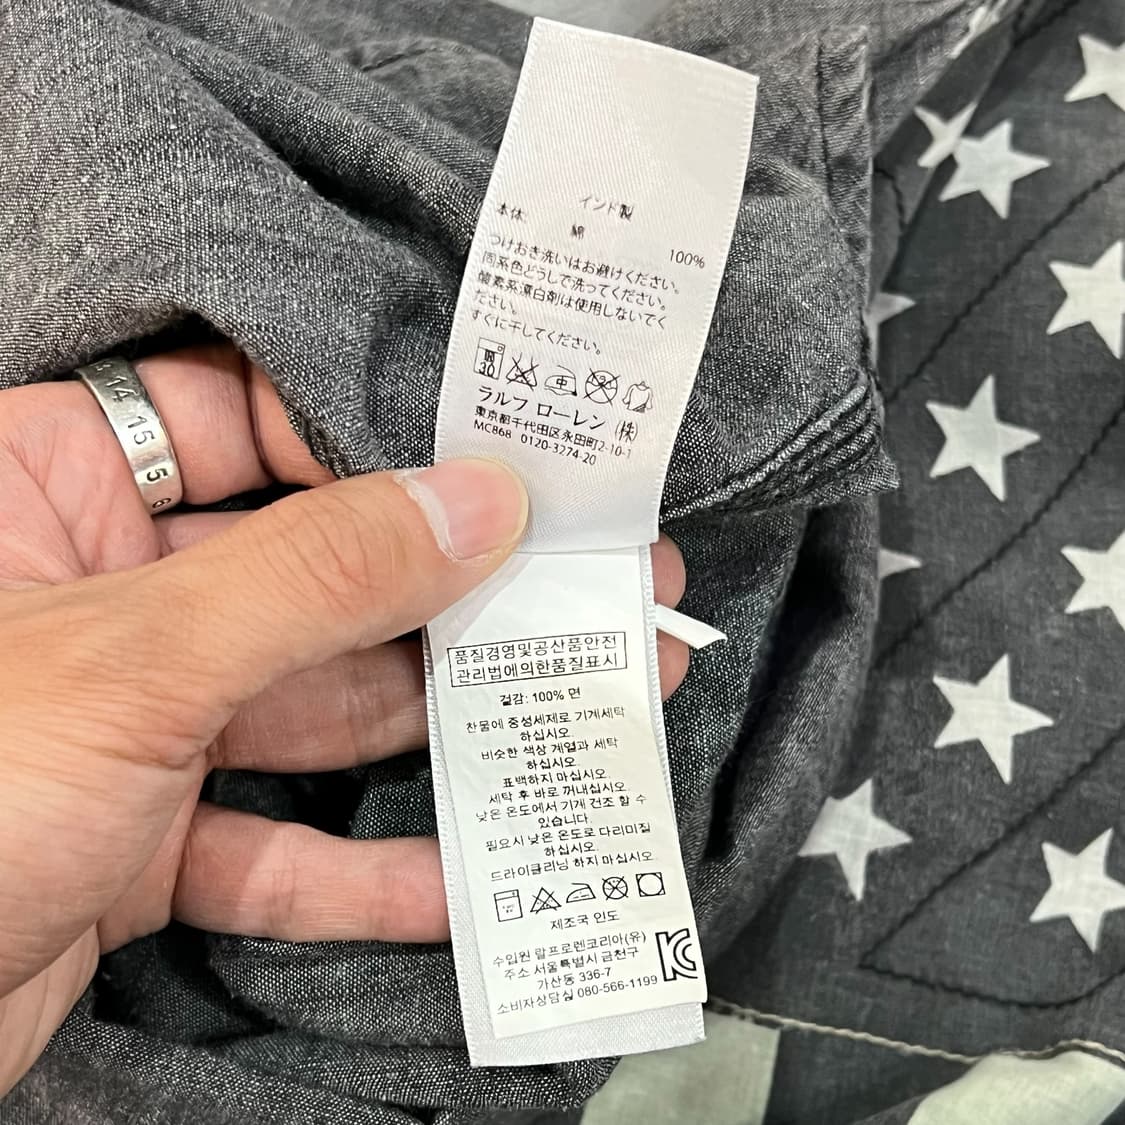 インド製
本体 綿 100%
つけおき洗いはお避けください。
同系色どうしで洗ってください。
酸素系漂白剤は使用しないでく
ださい。
すぐに干してください。
30
中
ラルフ ローレン (株)
東京都千代田区永田町2-10-1
MC868 0120-3274-20
14 15 5
품질경영및공산품안전
관리법에의한품질표시
겉감: 100% 면
찬물에 중성세제로 기계세탁
하십시오.
비슷한 색상 계열과 세탁
하십시오.
표백하지 마십시오.
세탁 후 바로 꺼내십시오.
낮은 온도에서 기계 건조 할 수
있습니다.
필요시 낮은 온도로 다리미질
하십시오.
드라이클리닝 하지 마십시오.
제조국 인도
수입원 랄프로렌코리아(유)
주소 서울특별시 금천구
가산동 336-7
소비자상담실 080-566-1199